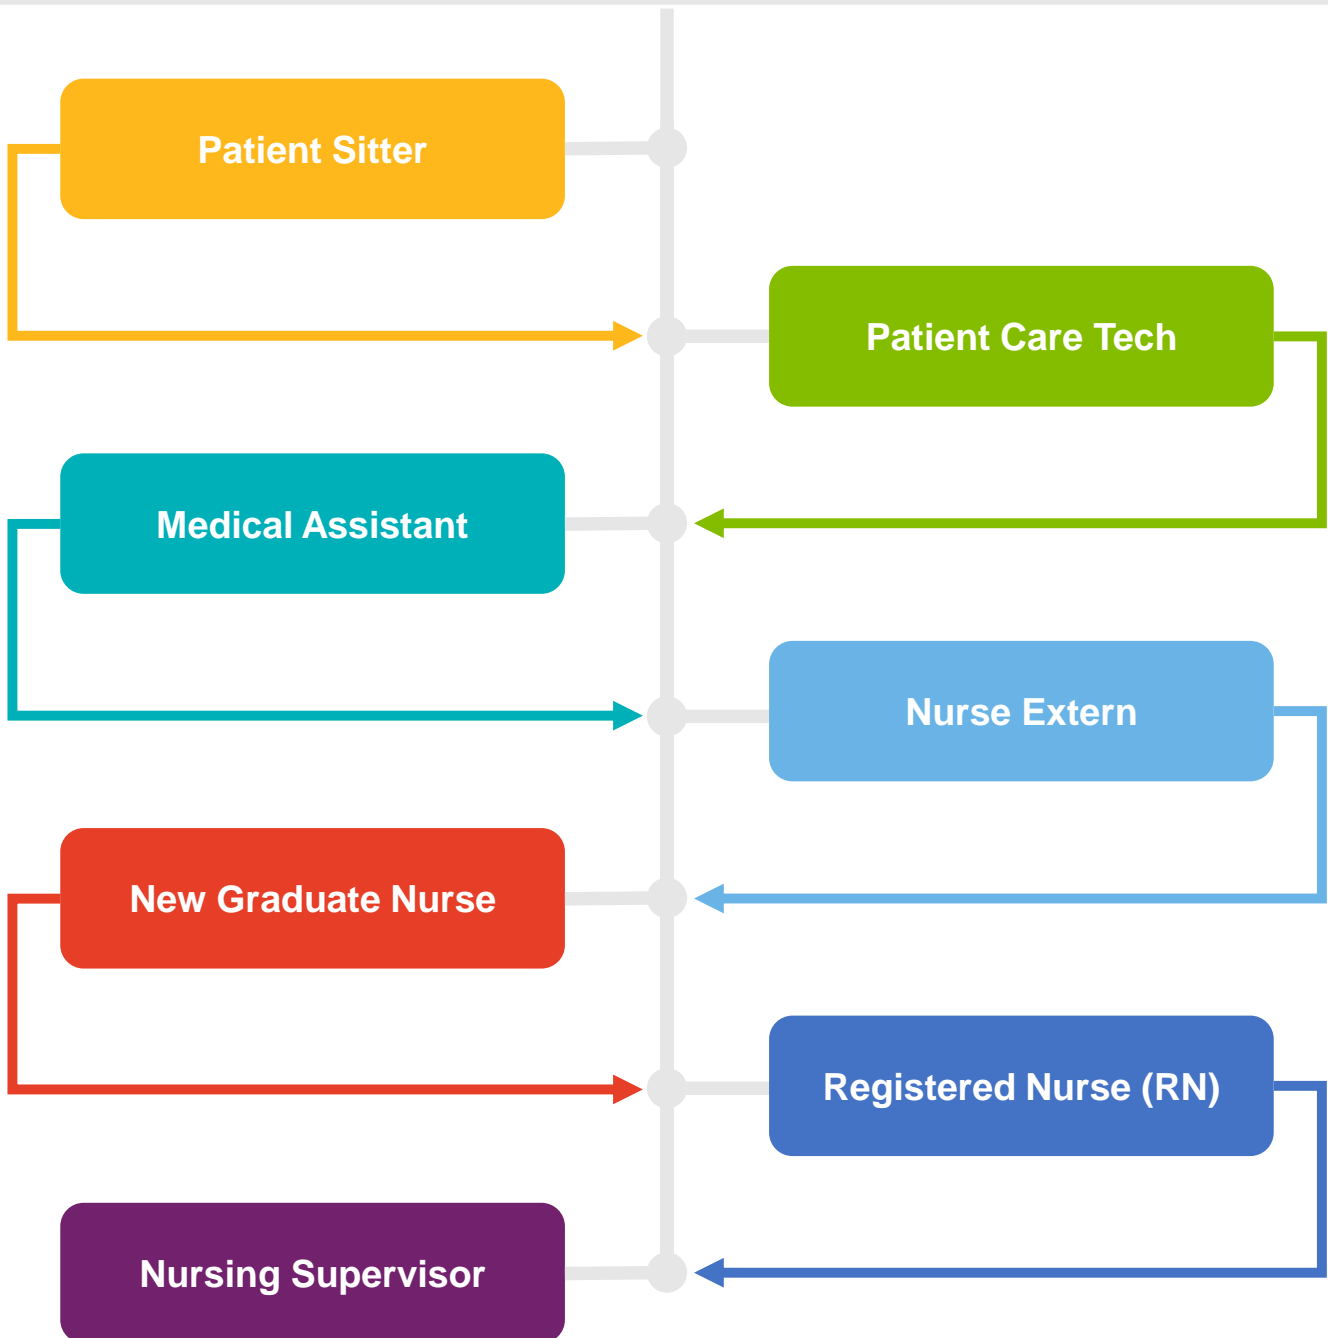 Patient Sitter
Patient Care Tech
Medical Assistant
Nurse Extern
New Graduate Nurse
Registered Nurse (RN)
Nursing Supervisor